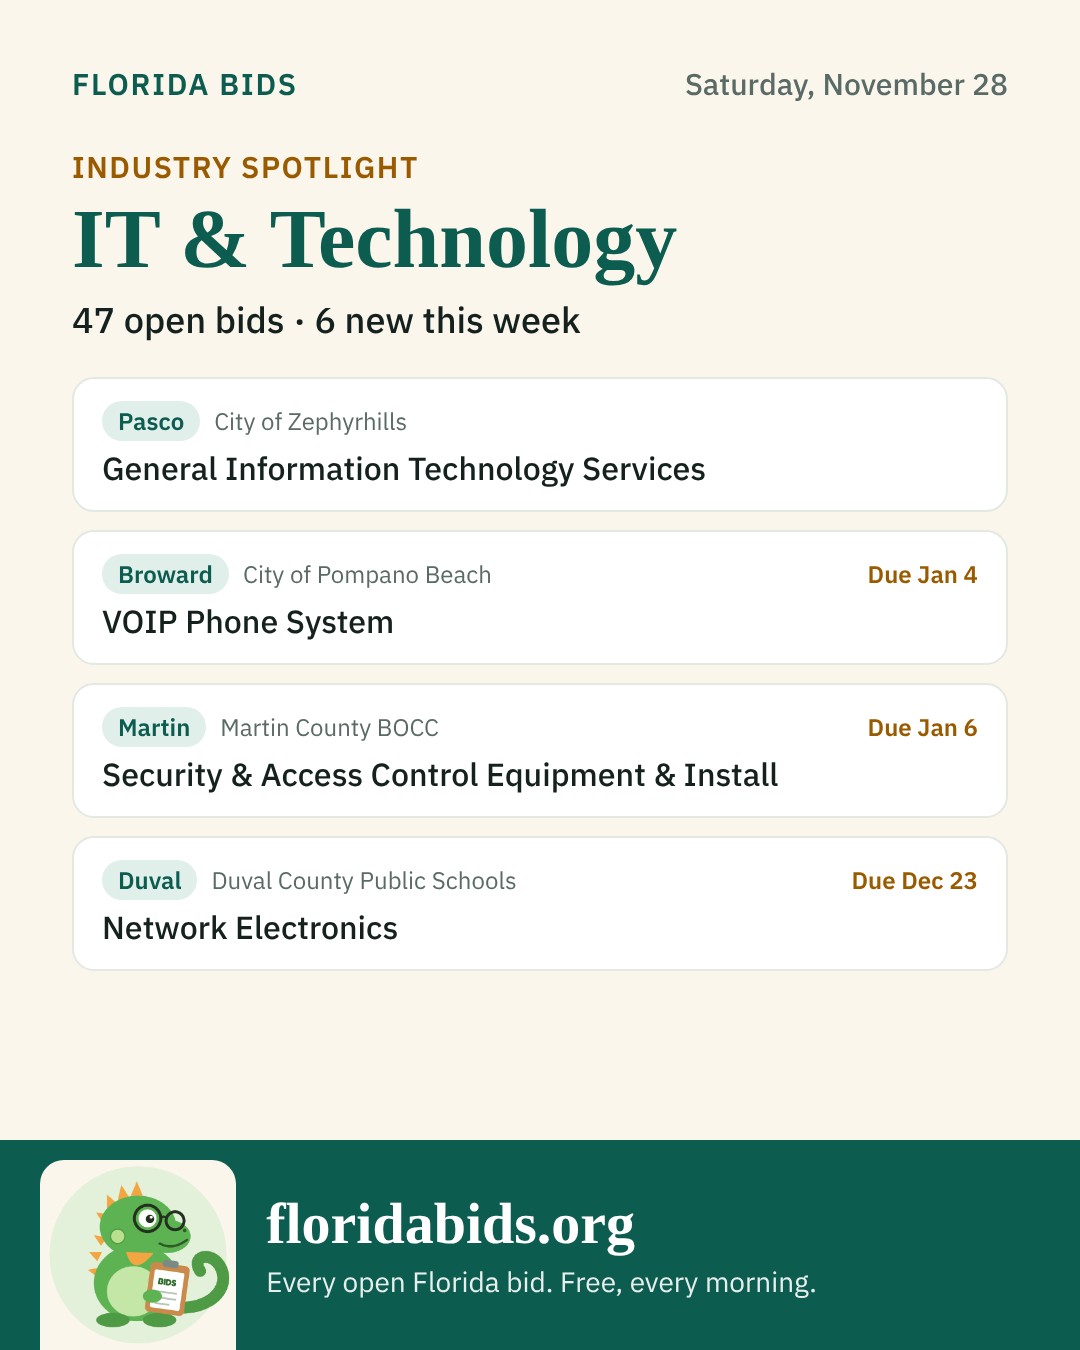 FLORIDA BIDS
Saturday, November 28
INDUSTRY SPOTLIGHT
IT & Technology
47 open bids · 6 new this week
Pasco City of Zephyrhills
General Information Technology Services
Broward City of Pompano Beach Due Jan 4
VOIP Phone System
Martin Martin County BOCC Due Jan 6
Security & Access Control Equipment & Install
Duval Duval County Public Schools Due Dec 23
Network Electronics
BIDS
floridabids.org
Every open Florida bid. Free, every morning.